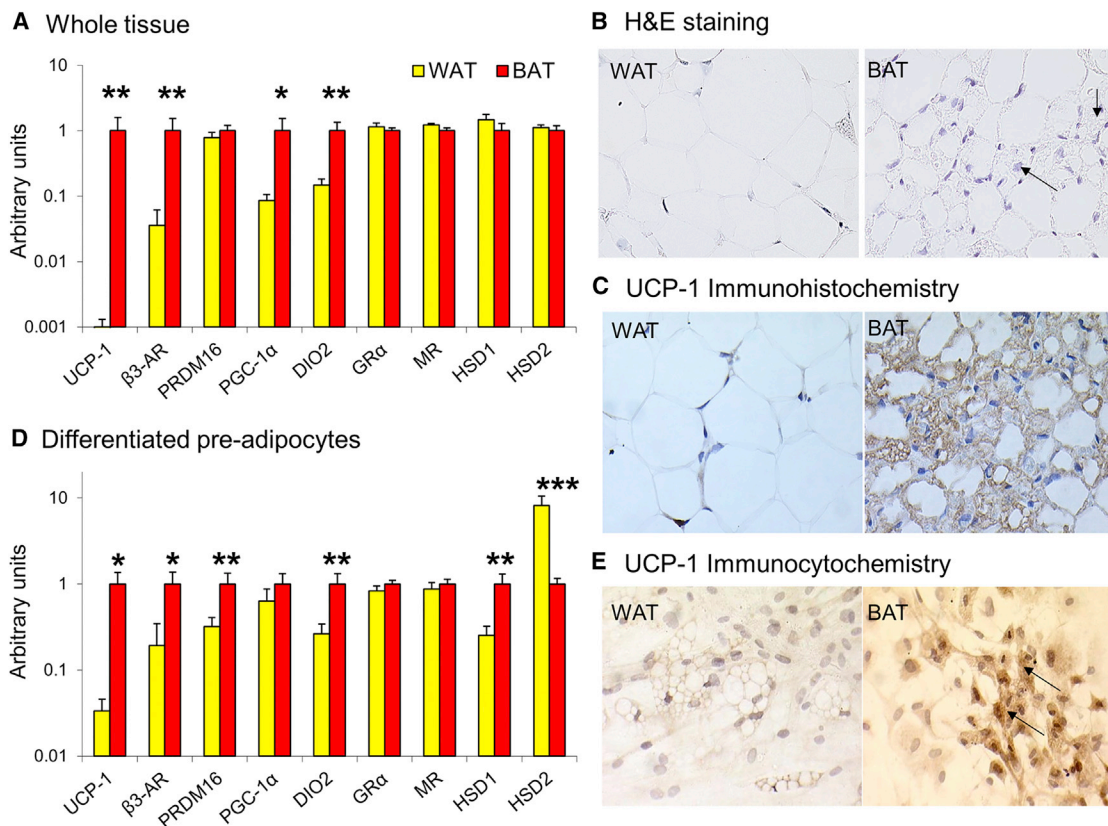 A Whole tissue
WAT BAT
** ** * **
10
1
0.1
0.01
0.001
Arbitrary units
UCP-1 β3-AR PRDM16 PGC-1α DIO2 GRα MR HSD1 HSD2
B H&E staining
WAT BAT
C UCP-1 Immunohistochemistry
WAT BAT
D Differentiated pre-adipocytes
* * ** ** ** ***
10
1
0.1
0.01
Arbitrary units
UCP-1 β3-AR PRDM16 PGC-1α DIO2 GRα MR HSD1 HSD2
E UCP-1 Immunocytochemistry
WAT BAT